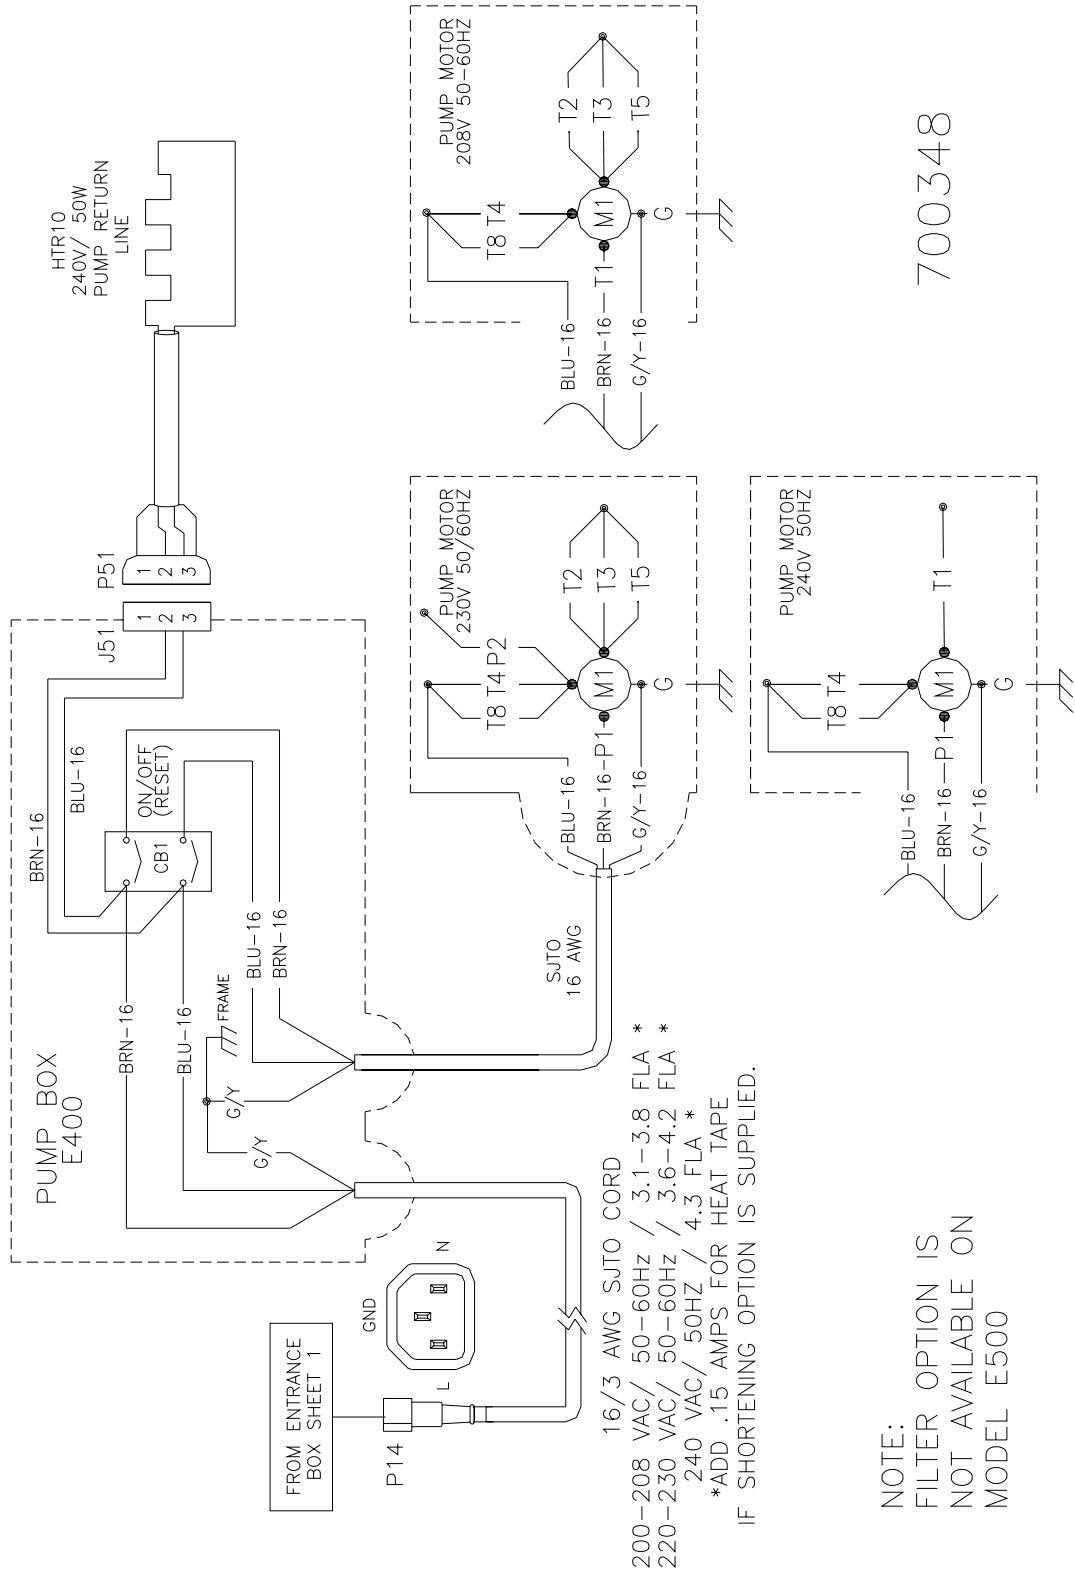 PUMP BOX
E400
BRN-16
BLU-16
G/Y
G/Y
FRAME
BLU-16
BRN-16
BRN-16
BLU-16
CB1
ON/OFF
(RESET)
J51
1
2
3
P51
1
2
3
HTR10
240V/ 50W
PUMP RETURN
LINE
FROM ENTRANCE
BOX SHEET 1
P14
GND
L
N
16/3 AWG SJTO CORD
200-208 VAC/ 50-60Hz / 3.1-3.8 FLA *
220-230 VAC/ 50-60Hz / 3.6-4.2 FLA *
240 VAC/ 50HZ / 4.3 FLA *
*ADD .15 AMPS FOR HEAT TAPE
IF SHORTENING OPTION IS SUPPLIED.
SJTO
16 AWG
PUMP MOTOR
230V 50/60HZ
BLU-16
BRN-16
P1
G/Y-16
T8
T4
P2
M1
G
T2
T3
T5
PUMP MOTOR
208V 50-60HZ
BLU-16
BRN-16
T1
G/Y-16
T8
T4
M1
G
T2
T3
T5
PUMP MOTOR
240V 50HZ
BLU-16
BRN-16
P1
G/Y-16
T8
T4
M1
G
T1
NOTE:
FILTER OPTION IS
NOT AVAILABLE ON
MODEL E500
700348